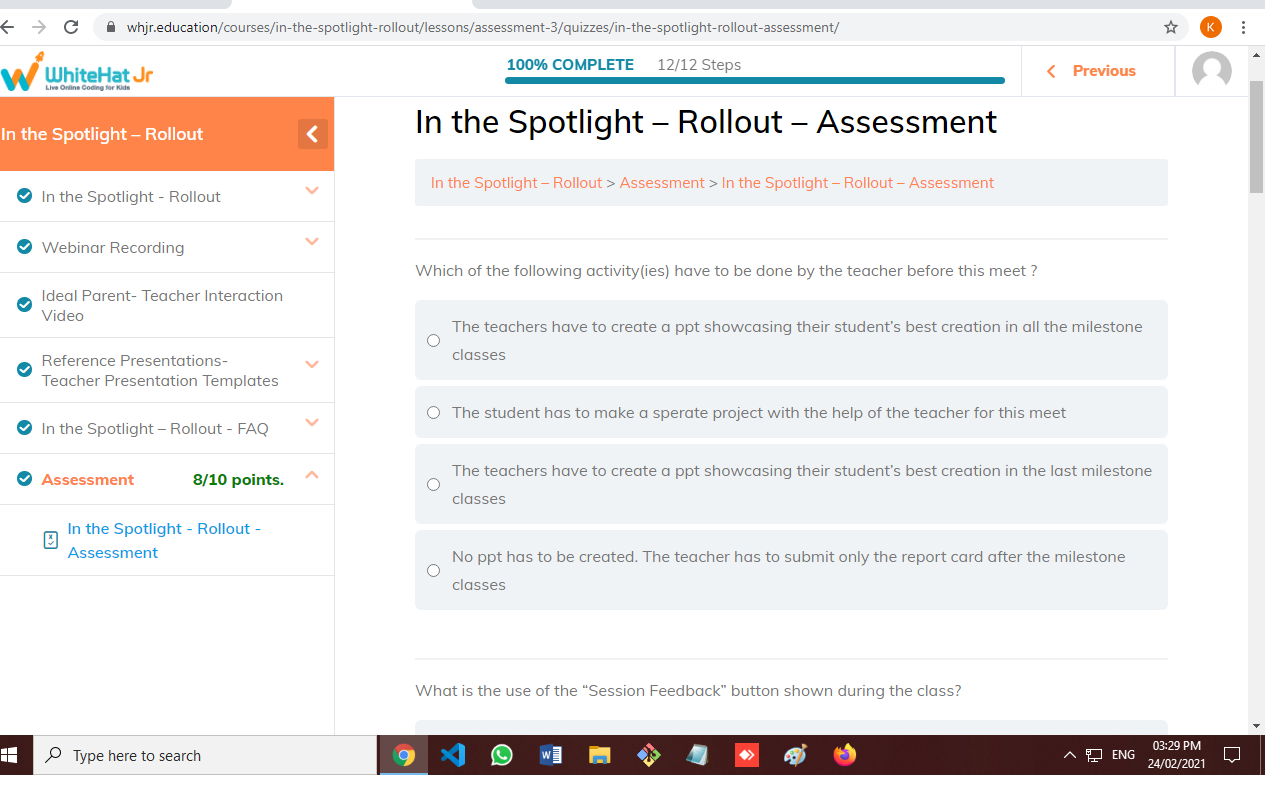 whjr.education/courses/in-the-spotlight-rollout/lessons/assessment-3/quizzes/in-the-spotlight-rollout-assessment/
K
WhiteHat Jr
Live Online Coding for Kids
100% COMPLETE 12/12 Steps
Previous
In the Spotlight – Rollout
In the Spotlight - Rollout
Webinar Recording
Ideal Parent- Teacher Interaction
Video
Reference Presentations-
Teacher Presentation Templates
In the Spotlight – Rollout - FAQ
Assessment 8/10 points.
In the Spotlight - Rollout -
Assessment
In the Spotlight – Rollout – Assessment
In the Spotlight – Rollout > Assessment > In the Spotlight – Rollout – Assessment
Which of the following activity(ies) have to be done by the teacher before this meet ?
The teachers have to create a ppt showcasing their student’s best creation in all the milestone
classes
The student has to make a sperate project with the help of the teacher for this meet
The teachers have to create a ppt showcasing their student’s best creation in the last milestone
classes
No ppt has to be created. The teacher has to submit only the report card after the milestone
classes
What is the use of the “Session Feedback” button shown during the class?
Type here to search
ENG
03:29 PM
24/02/2021